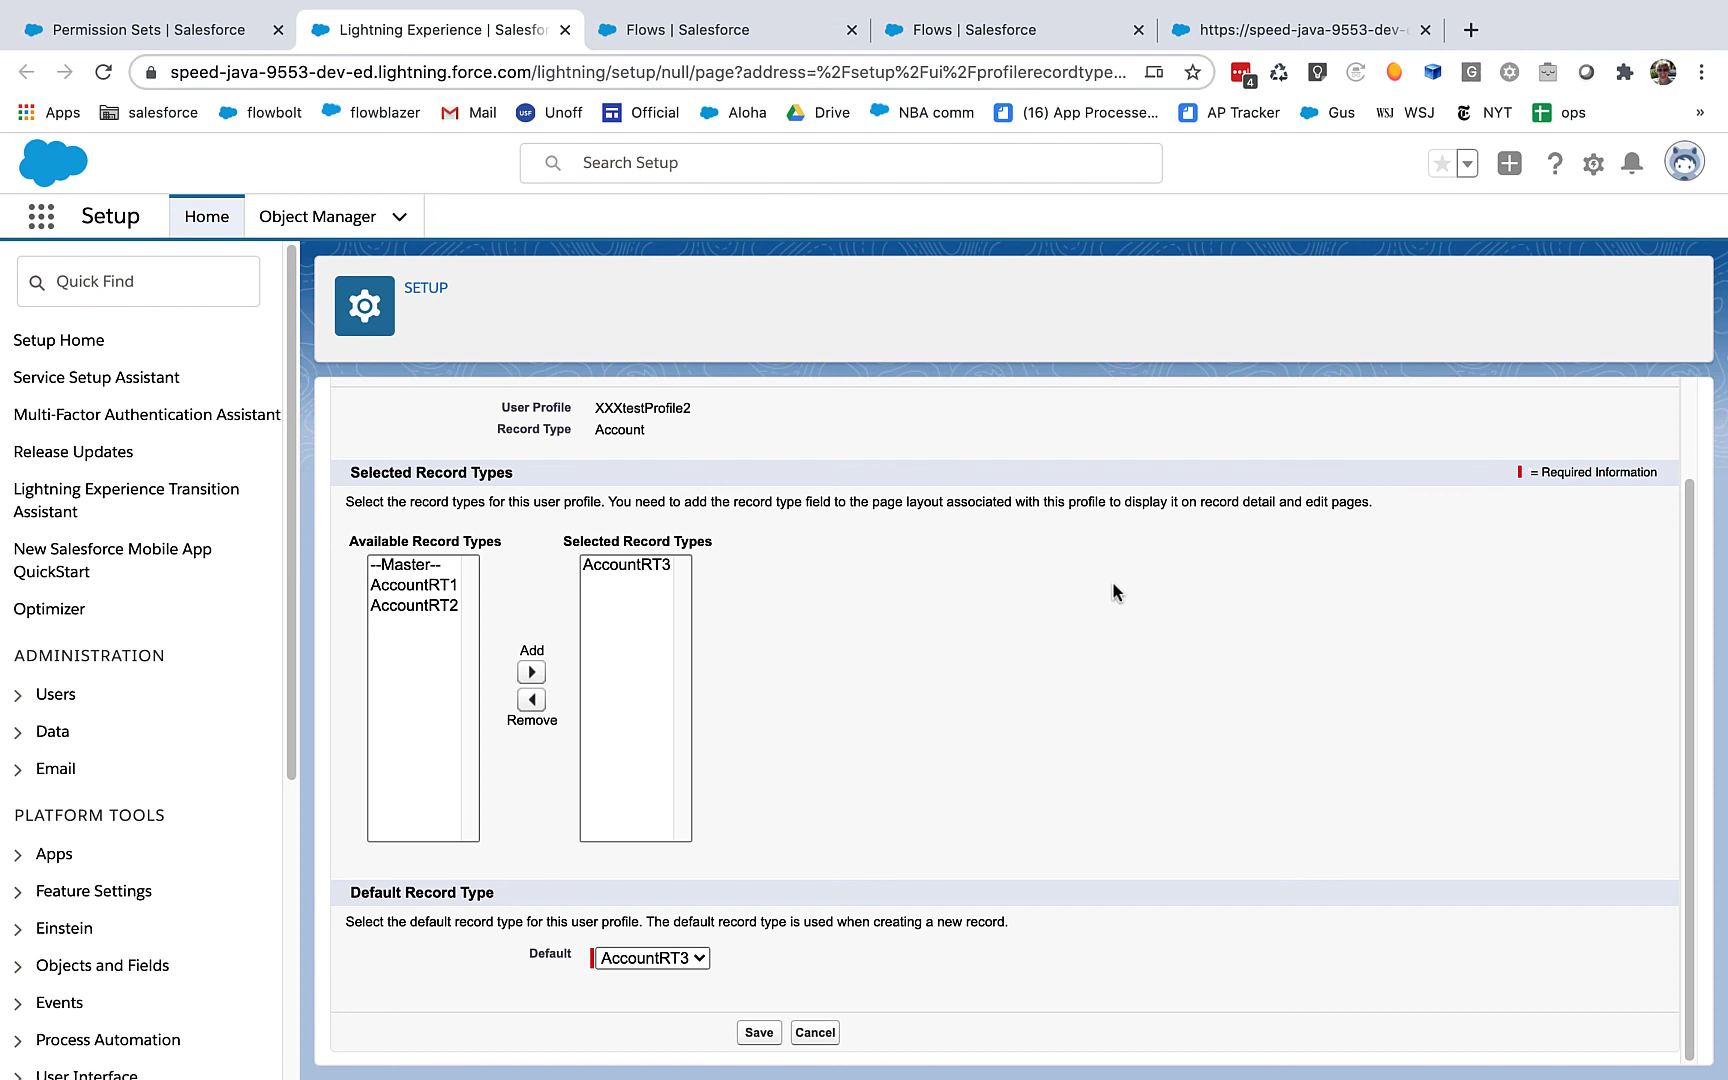 Permission Sets | Salesforce
Lightning Experience | Salesfor
Flows | Salesforce
Flows | Salesforce
https://speed-java-9553-dev-
speed-java-9553-dev-ed.lightning.force.com/lightning/setup/null/page?address=%2Fsetup%2Fui%2Fprofilerecordtype...
4
G
Apps
salesforce
flowbolt
flowblazer
Mail
USF Unoff
Official
Aloha
Drive
NBA comm
(16) App Processe...
AP Tracker
Gus
WSJ WSJ
NYT
ops
»
Search Setup
Setup
Home
Object Manager
Quick Find
SETUP
Setup Home
Service Setup Assistant
Multi-Factor Authentication Assistant
Release Updates
Lightning Experience Transition
Assistant
New Salesforce Mobile App
QuickStart
Optimizer
ADMINISTRATION
Users
Data
Email
PLATFORM TOOLS
Apps
Feature Settings
Einstein
Objects and Fields
Events
Process Automation
User Interface
User Profile XXXtestProfile2
Record Type Account
Selected Record Types
= Required Information
Select the record types for this user profile. You need to add the record type field to the page layout associated with this profile to display it on record detail and edit pages.
Available Record Types
Selected Record Types
--Master--
AccountRT1
AccountRT2
AccountRT3
Add
Remove
Default Record Type
Select the default record type for this user profile. The default record type is used when creating a new record.
Default AccountRT3
Save
Cancel